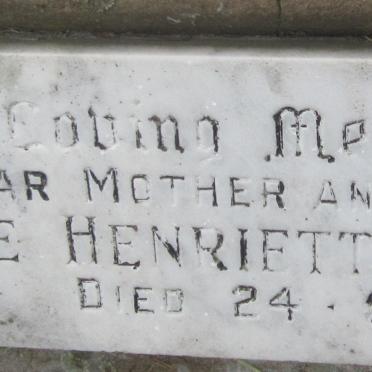 Loving Me
AR MOTHER AN
E HENRIETT
DIED 24 .